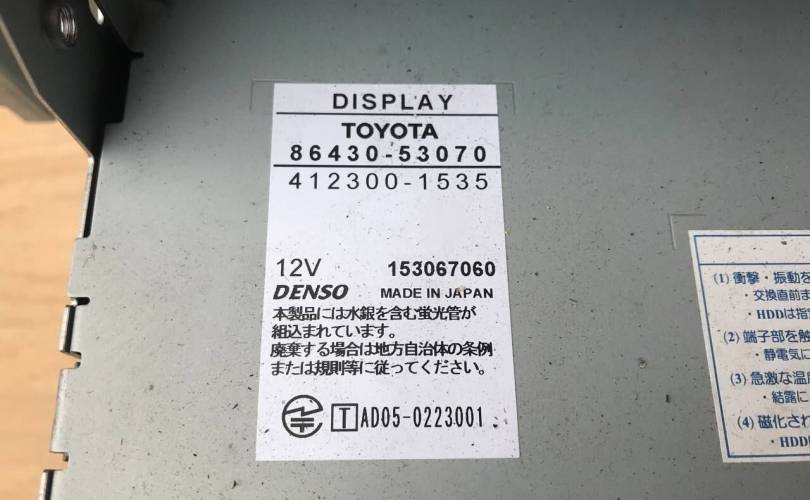 DISPLAY
TOYOTA
86430-53070
412300-1535
12V 153067060
DENSO MADE IN JAPAN
本製品には水銀を含む蛍光管が
組込まれています。
廃棄する場合は地方自治体の条例
または規則等に従ってください。
T AD05-0223001
(1) 衝撃・振動を
・交換直前ま
・HDDは指
(2) 端子部を触
・静電気に
(3) 急激な温
・結露に
(4) 磁化され
・HDD